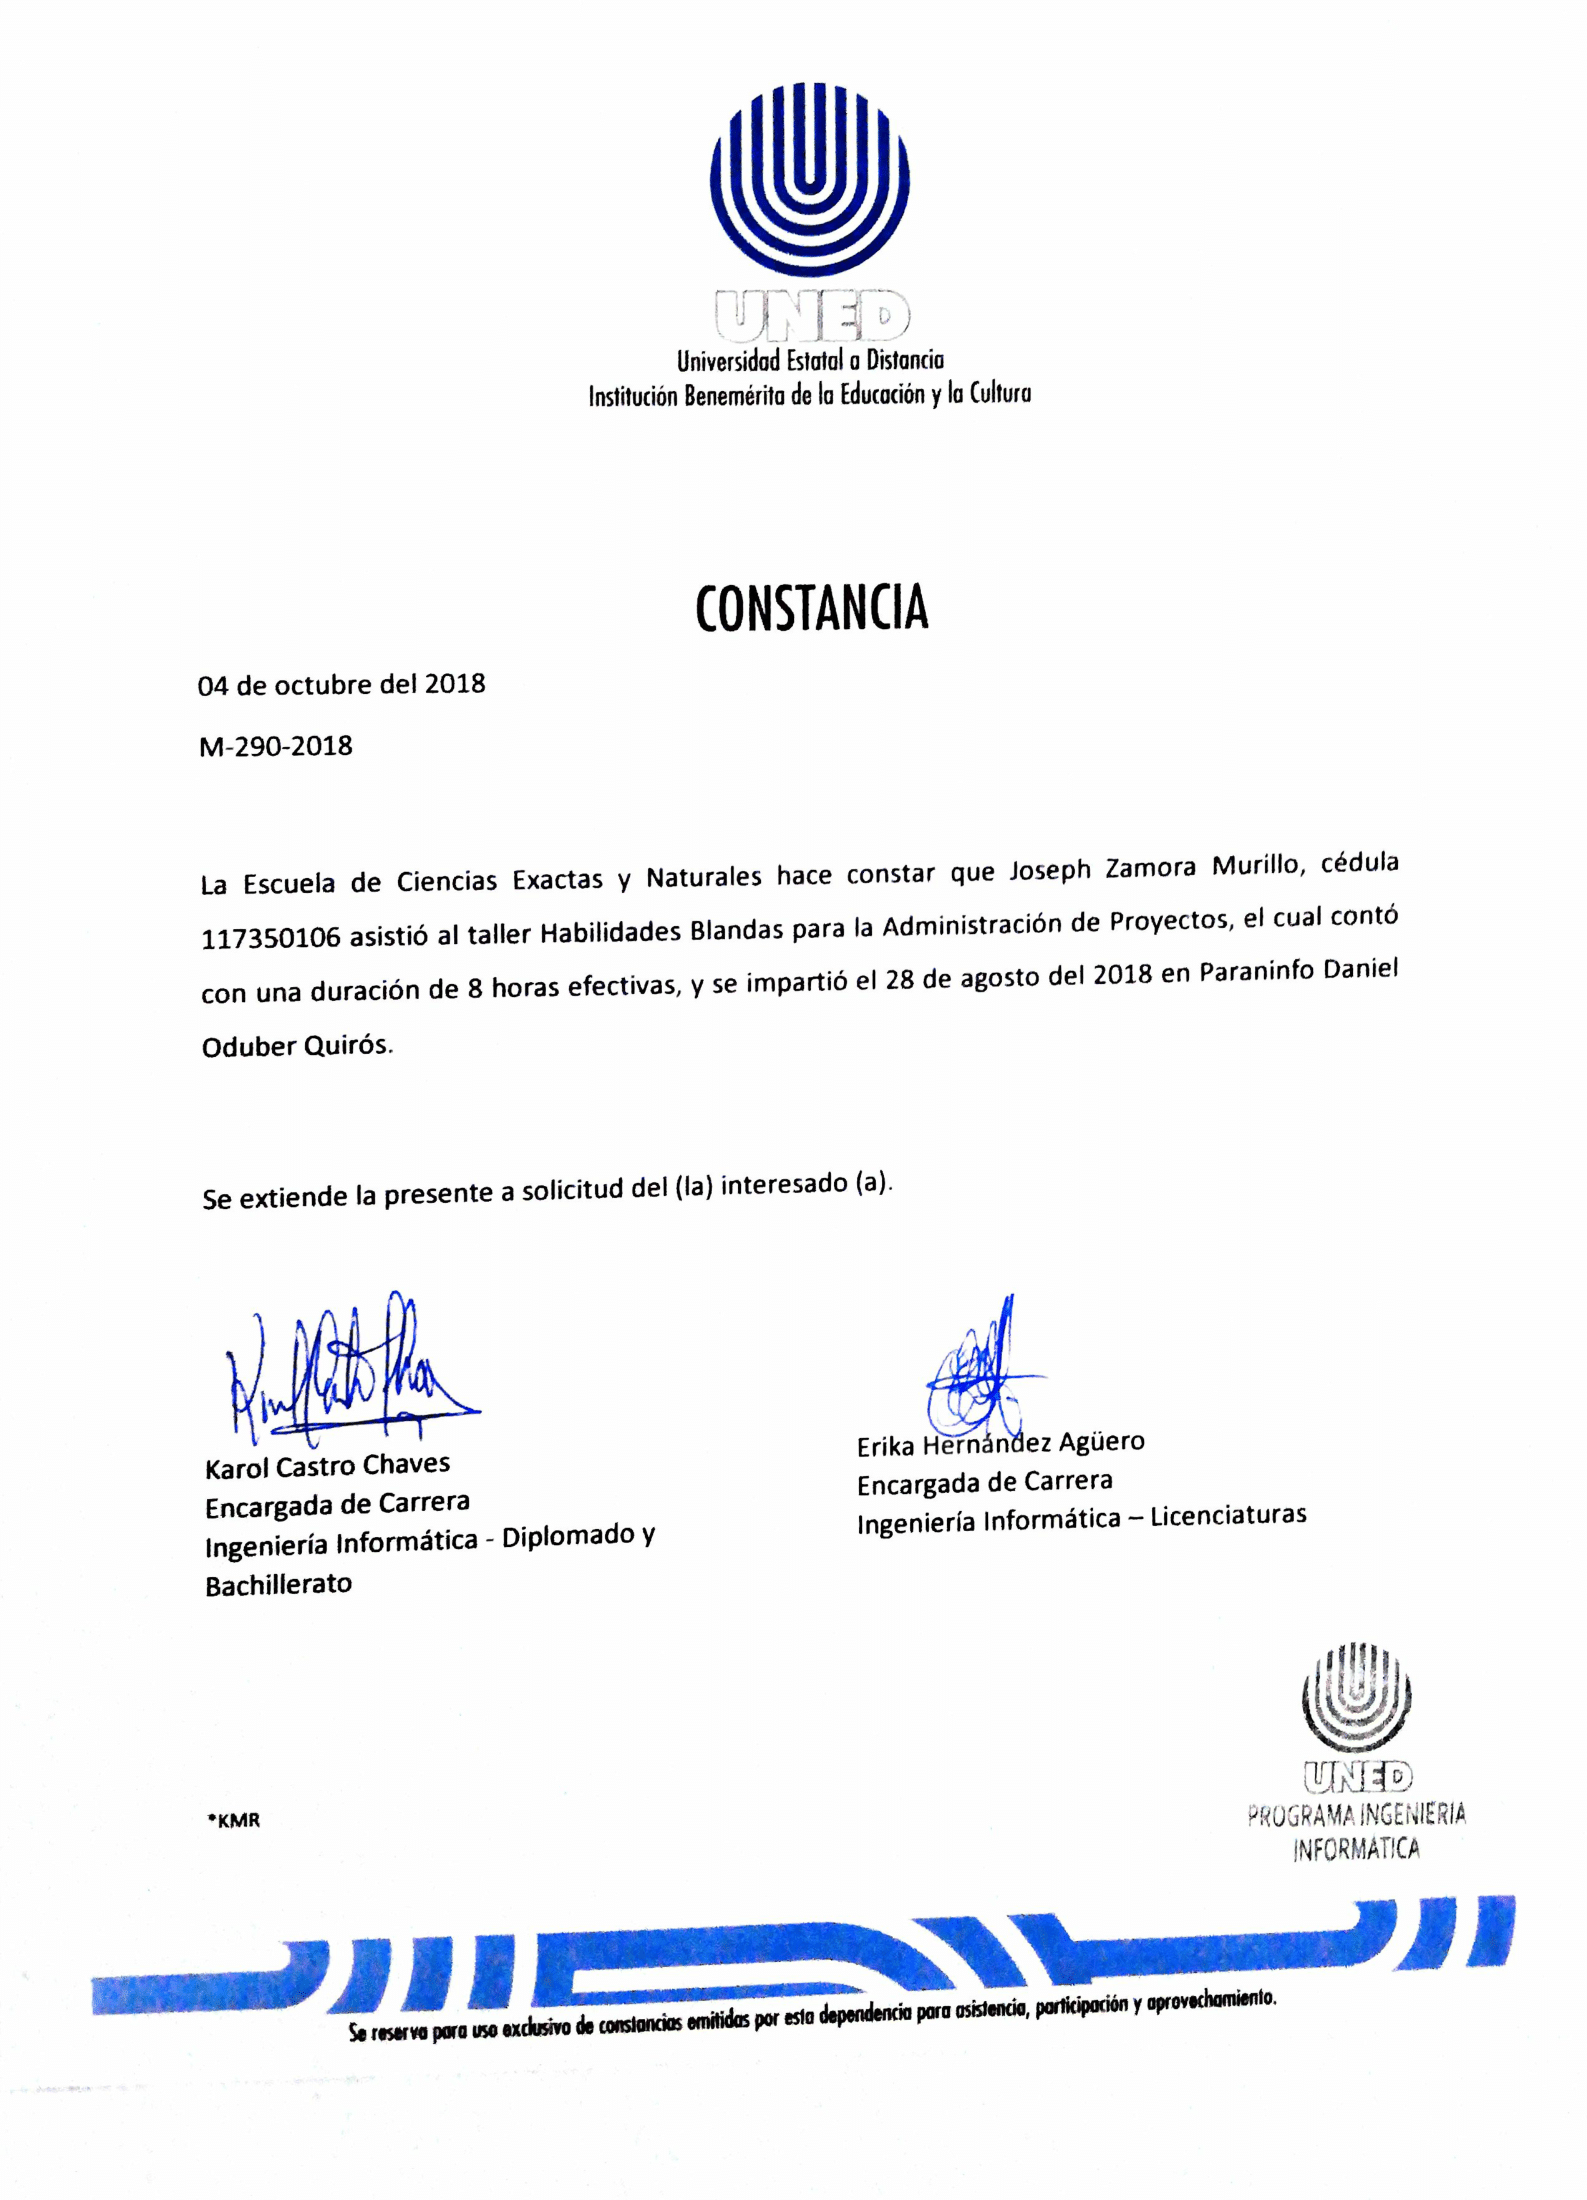 UNED
Universidad Estatal a Distancia
Institución Benemérita de la Educación y la Cultura
CONSTANCIA
04 de octubre del 2018
M-290-2018
La Escuela de Ciencias Exactas y Naturales hace constar que Joseph Zamora Murillo, cédula
117350106 asistió al taller Habilidades Blandas para la Administración de Proyectos, el cual contó
con una duración de 8 horas efectivas, y se impartió el 28 de agosto del 2018 en Paraninfo Daniel
Oduber Quirós.
Se extiende la presente a solicitud del (la) interesado (a).
Karol Castro Chaves
Encargada de Carrera
Ingeniería Informática - Diplomado y
Bachillerato
Erika Hernández Agüero
Encargada de Carrera
Ingeniería Informática – Licenciaturas
UNED
PROGRAMA INGENIERIA
INFORMÁTICA
*KMR
Se reserva para uso exclusivo de constancias emitidas por esta dependencia para asistencia, participación y aprovechamiento.